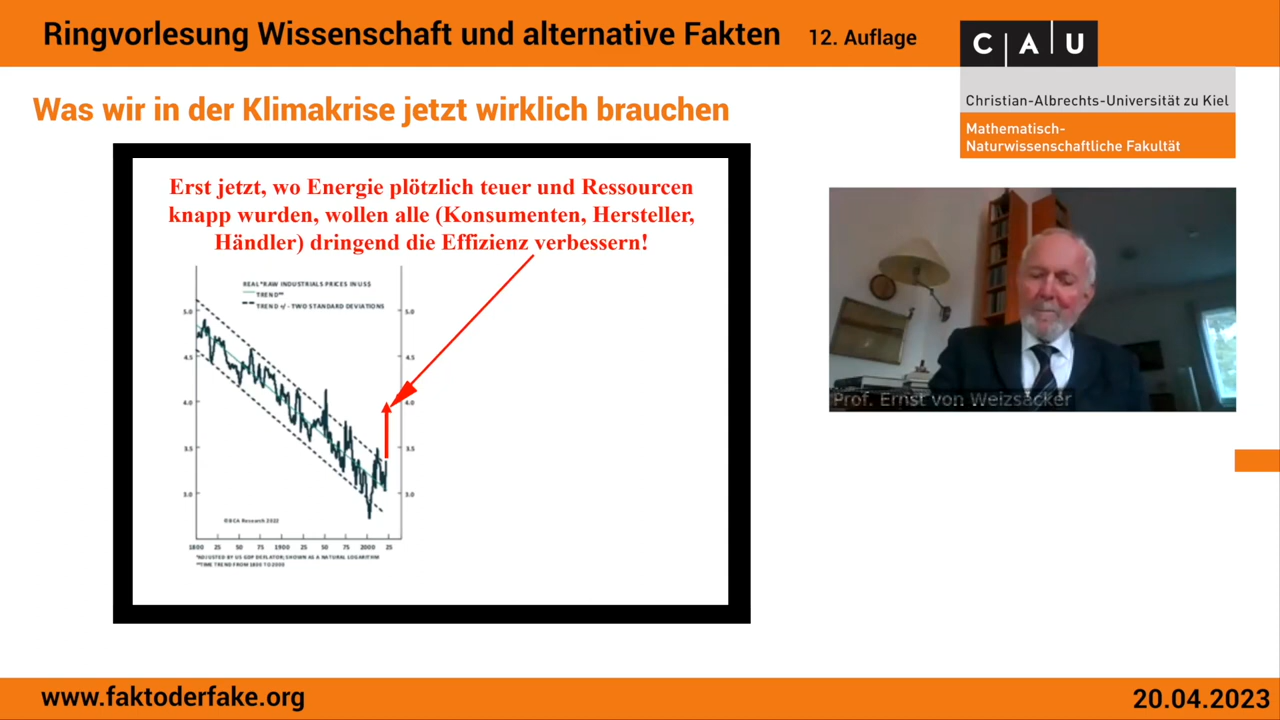 Ringvorlesung Wissenschaft und alternative Fakten 12. Auflage
CAU
Christian-Albrechts-Universität zu Kiel
Mathematisch-
Naturwissenschaftliche Fakultät
Was wir in der Klimakrise jetzt wirklich brauchen
Erst jetzt, wo Energie plötzlich teuer und Ressourcen
knapp wurden, wollen alle (Konsumenten, Hersteller,
Händler) dringend die Effizienz verbessern!
REAL *RAW INDUSTRIALS PRICES IN US$
TREND**
TREND +/- TWO STANDARD DEVIATIONS
5.0 5.0
4.5 4.5
4.0 4.0
3.5 3.5
3.0 3.0
©BCA Research 2022
1800 25 50 75 1900 25 50 75 2000 25
*ADJUSTED BY US GDP DEFLATOR; SHOWN AS A NATURAL LOGARITHM
**TIME TREND FROM 1800 TO 2000
Prof. Ernst von Weizsäcker
www.faktoderfake.org
20.04.2023